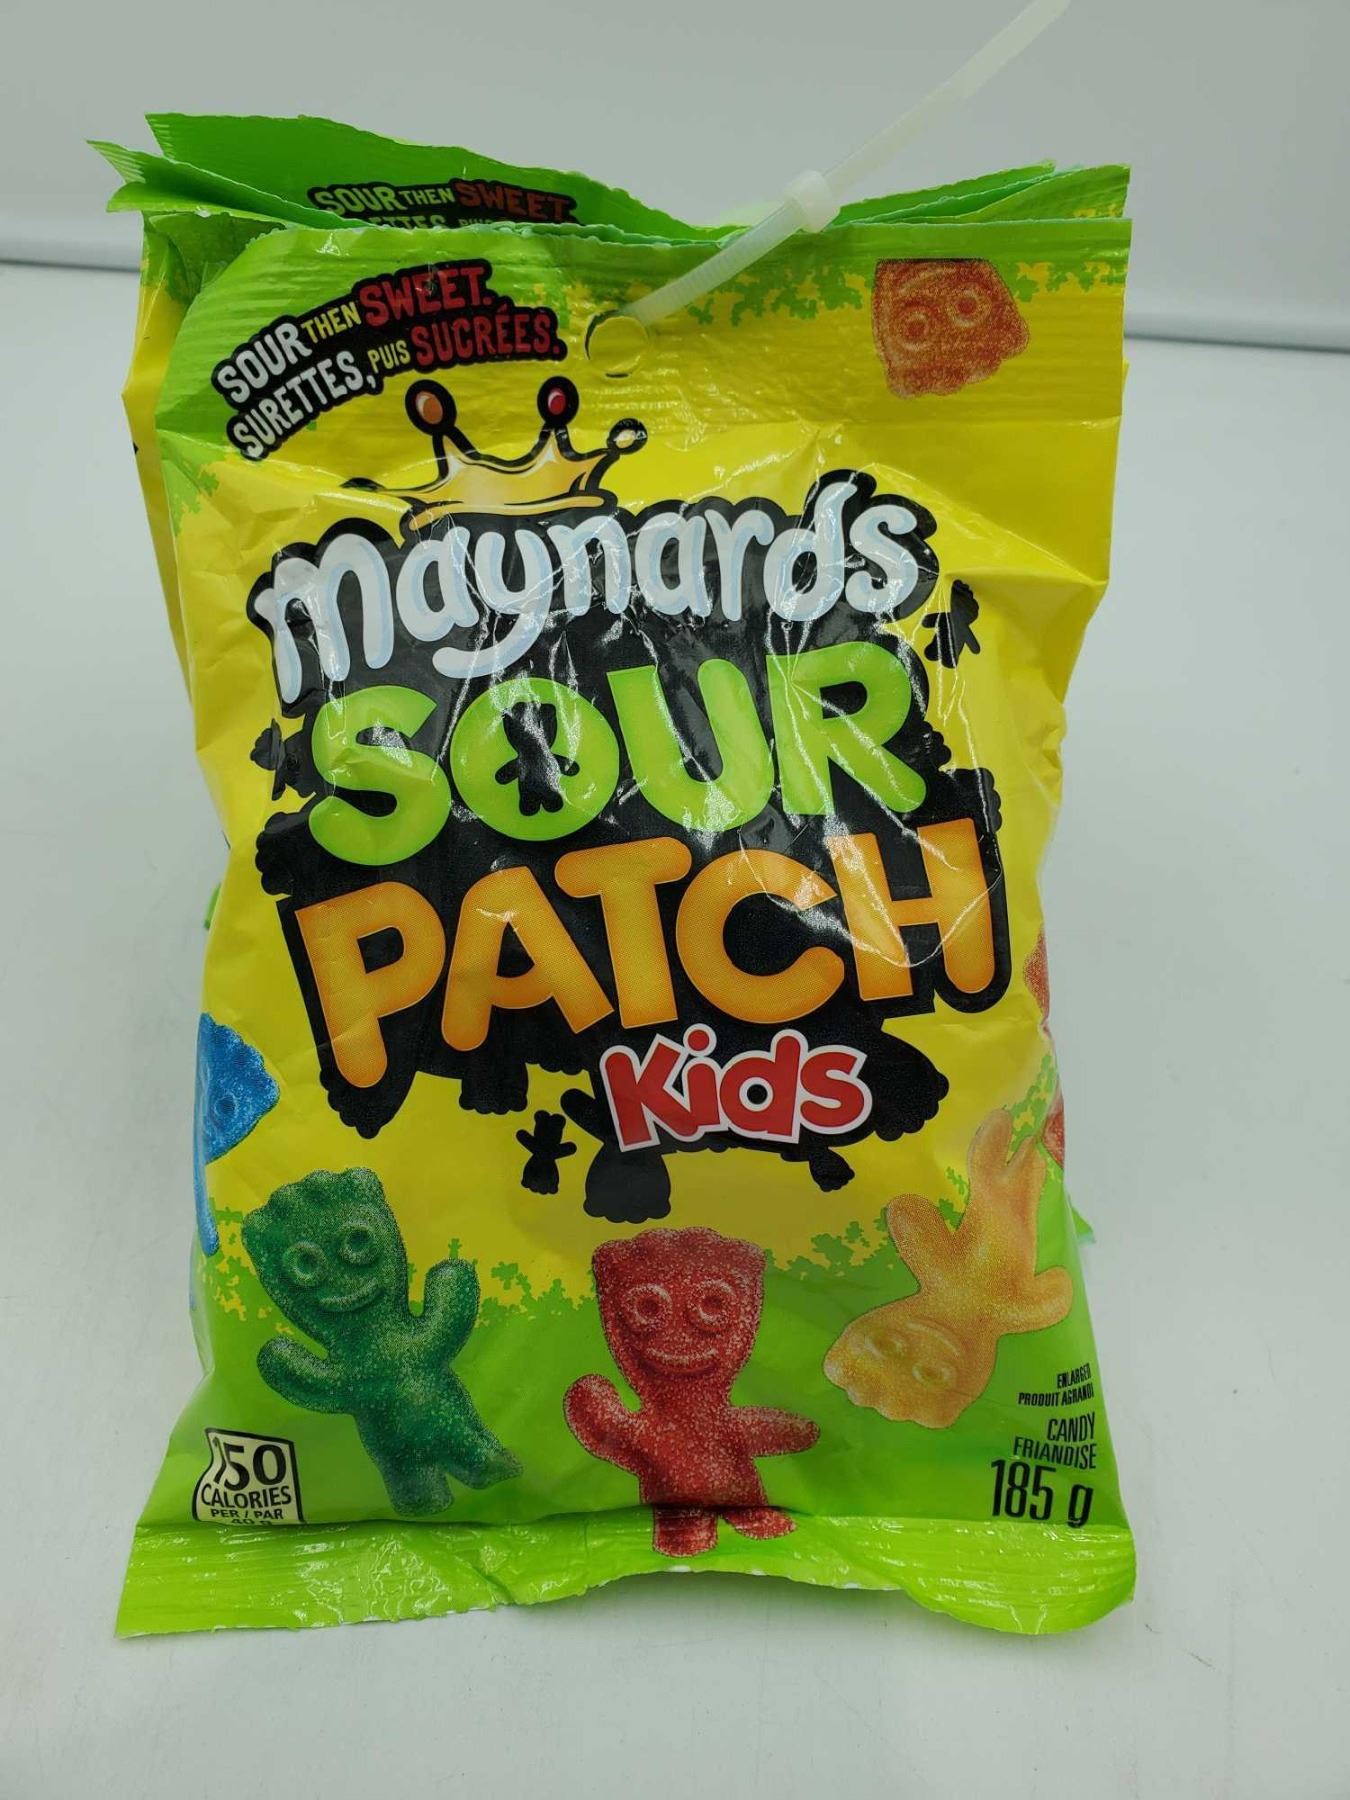 SOUR THEN SWEET
SOUR THEN SWEET.
SURETTES, PUIS SUCRÉES.
Maynards
SOUR
PATCH
Kids
ENLARGED
PRODUIT AGRANDI
CANDY
FRIANDISE
185 g
150
CALORIES
PER / PAR
40 g